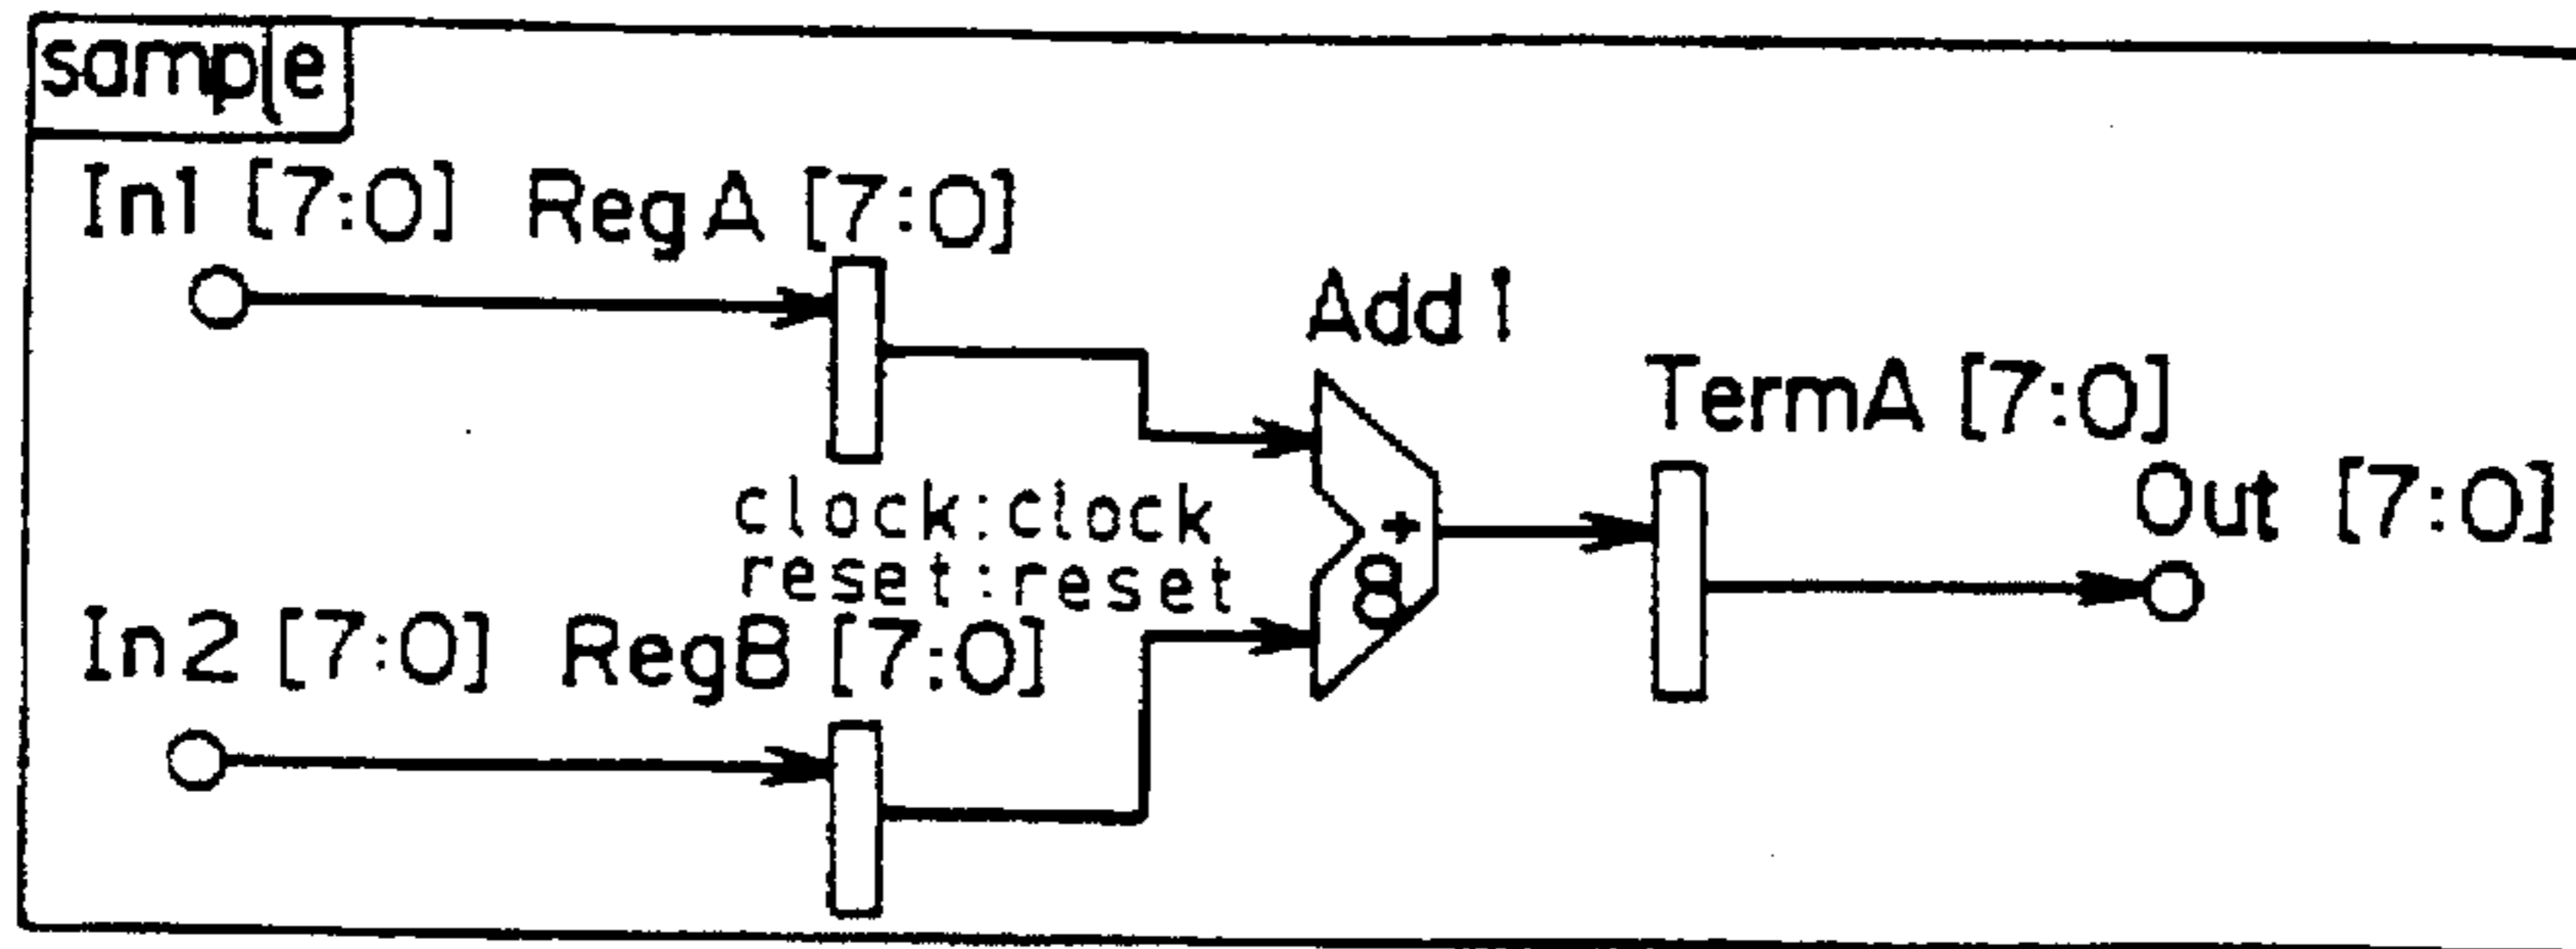 sample
In1 [7:0] RegA [7:0]
Add1
TermA [7:0]
Out [7:0]
clock:clock
reset:reset
In2 [7:0] RegB [7:0]
+
8